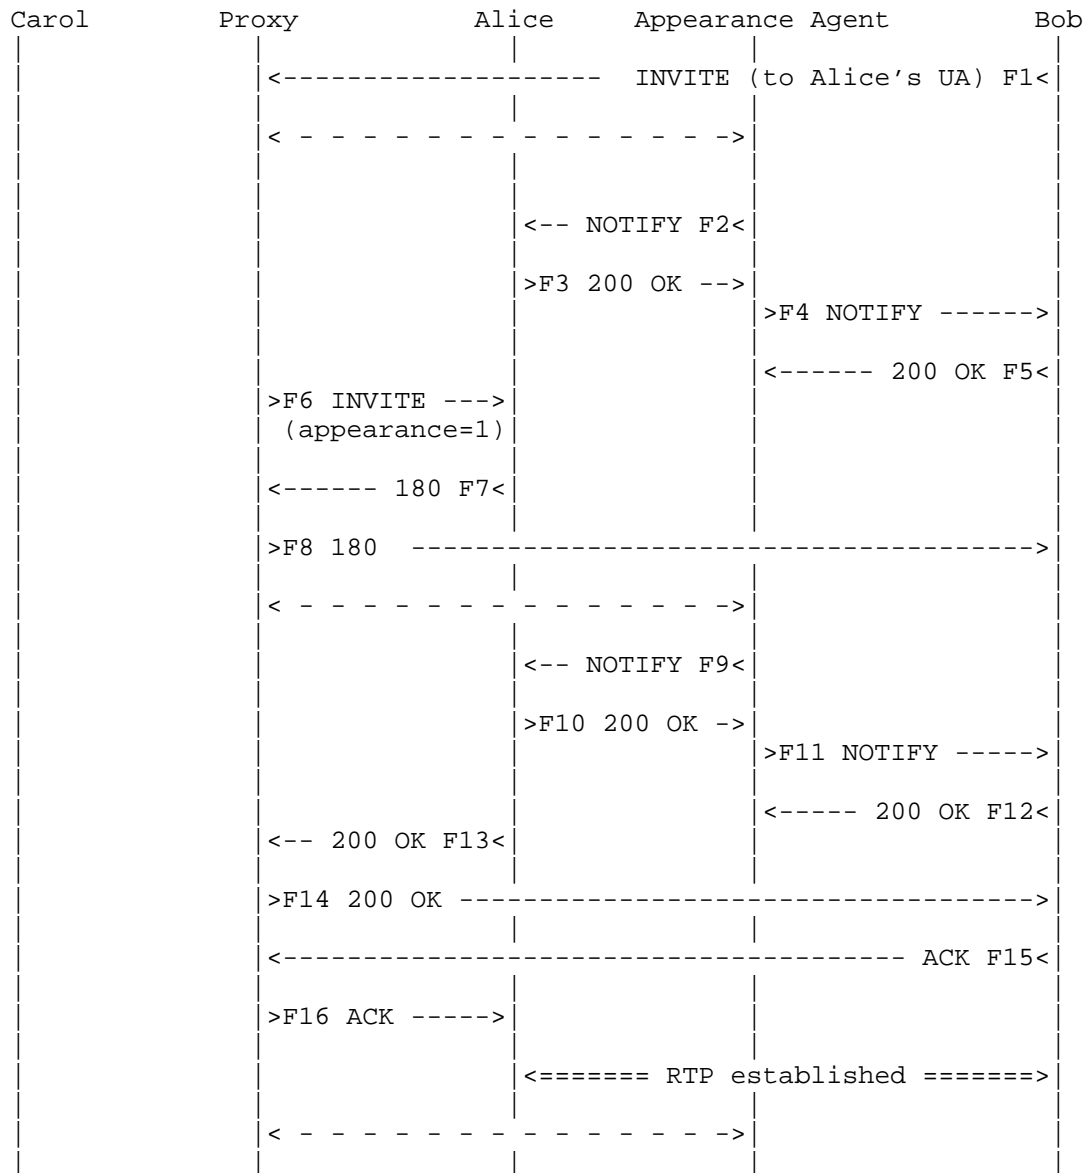 Carol Proxy Alice Appearance Agent Bob
<-------------------- INVITE (to Alice's UA) F1<
< - - - - - - - - - - - - - - ->
<-- NOTIFY F2<
>F3 200 OK -->
>F4 NOTIFY ------>
<------ 200 OK F5<
>F6 INVITE --->
(appearance=1)
<------ 180 F7<
>F8 180 --------------------------------------->
< - - - - - - - - - - - - - - ->
<-- NOTIFY F9<
>F10 200 OK ->
>F11 NOTIFY ----->
<----- 200 OK F12<
<-- 200 OK F13<
>F14 200 OK ------------------------------------>
<--------------------------------------- ACK F15<
>F16 ACK ----->
<======= RTP established =======>
< - - - - - - - - - - - - - - ->